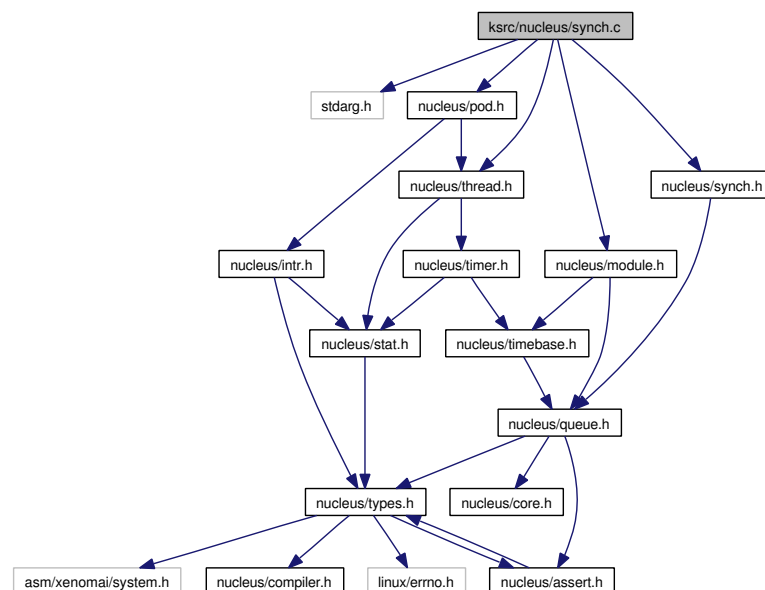 ksrc/nucleus/synch.c
stdarg.h
nucleus/pod.h
nucleus/thread.h
nucleus/synch.h
nucleus/intr.h
nucleus/timer.h
nucleus/module.h
nucleus/stat.h
nucleus/timebase.h
nucleus/queue.h
nucleus/types.h
nucleus/core.h
asm/xenomai/system.h
nucleus/compiler.h
linux/errno.h
nucleus/assert.h